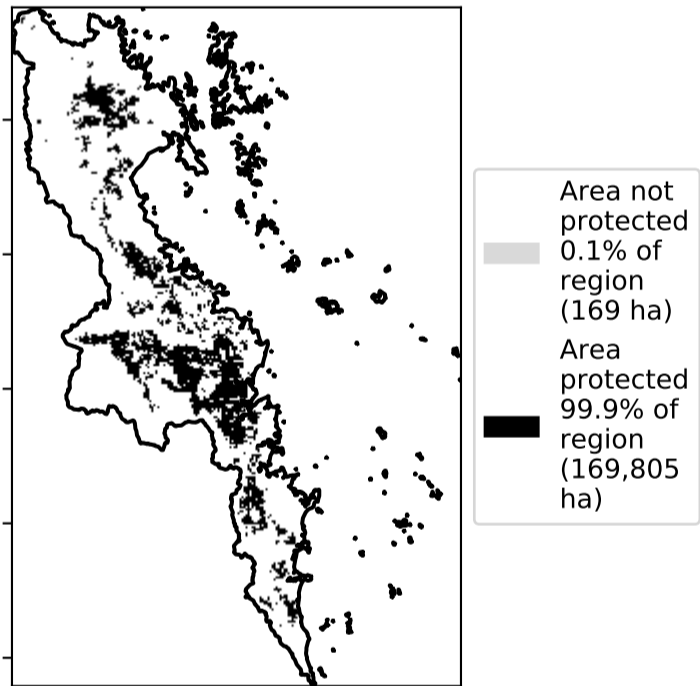 Area not
protected
0.1% of
region
(169 ha)
Area
protected
99.9% of
region
(169,805
ha)